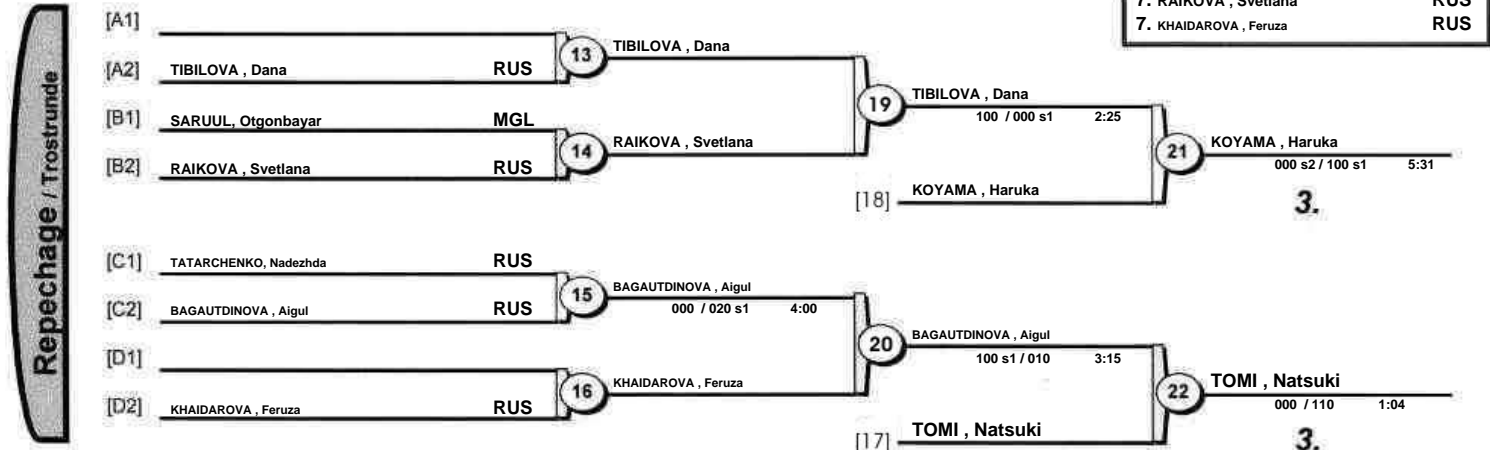 7. RAIKOVA , Svetlana RUS
7. KHAIDAROVA , Feruza RUS
Repechage / Trostrunde
[A1]
[A2] TIBILOVA , Dana RUS
13 TIBILOVA , Dana
[B1] SARUUL, Otgonbayar MGL
[B2] RAIKOVA , Svetlana RUS
14 RAIKOVA , Svetlana
19 TIBILOVA , Dana
100 / 000 s1 2:25
[18] KOYAMA , Haruka
21 KOYAMA , Haruka
000 s2 / 100 s1 5:31
3.
[C1] TATARCHENKO, Nadezhda RUS
[C2] BAGAUTDINOVA , Aigul RUS
15 BAGAUTDINOVA , Aigul
000 / 020 s1 4:00
[D1]
[D2] KHAIDAROVA , Feruza RUS
16 KHAIDAROVA , Feruza
20 BAGAUTDINOVA , Aigul
100 s1 / 010 3:15
[17] TOMI , Natsuki
22 TOMI , Natsuki
000 / 110 1:04
3.